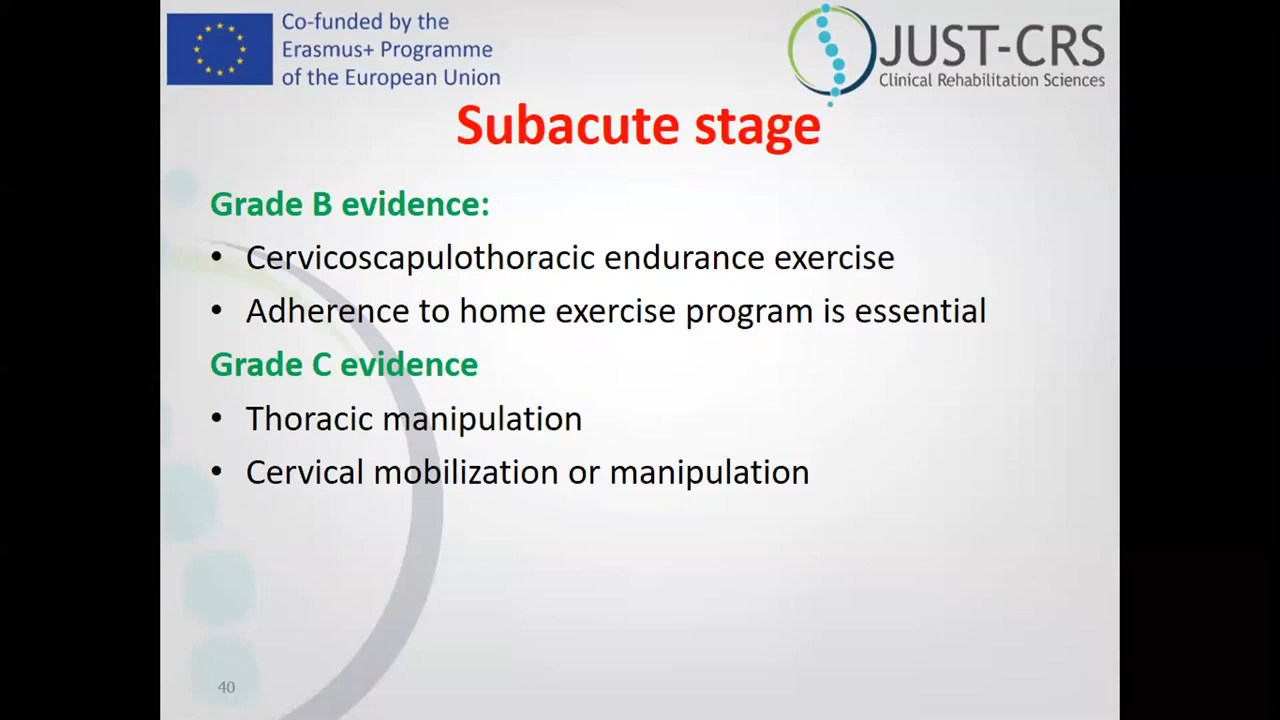 Co-funded by the
Erasmus+ Programme
of the European Union
JUST-CRS
Clinical Rehabilitation Sciences
Subacute stage
Grade B evidence:
• Cervicoscapulothoracic endurance exercise
• Adherence to home exercise program is essential
Grade C evidence
• Thoracic manipulation
• Cervical mobilization or manipulation
40